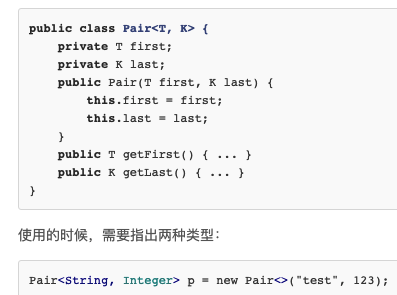 public class Pair<T, K> {
    private T first;
    private K last;
    public Pair(T first, K last) {
        this.first = first;
        this.last = last;
    }
    public T getFirst() { ... }
    public K getLast() { ... }
}
使用的时候，需要指出两种类型：
Pair<String, Integer> p = new Pair<>("test", 123);